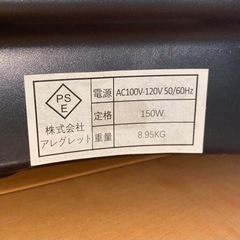 PS
E
株式会社
アレグレット
電源 AC100V-120V 50/60Hz
定格 150W
重量 8.95KG